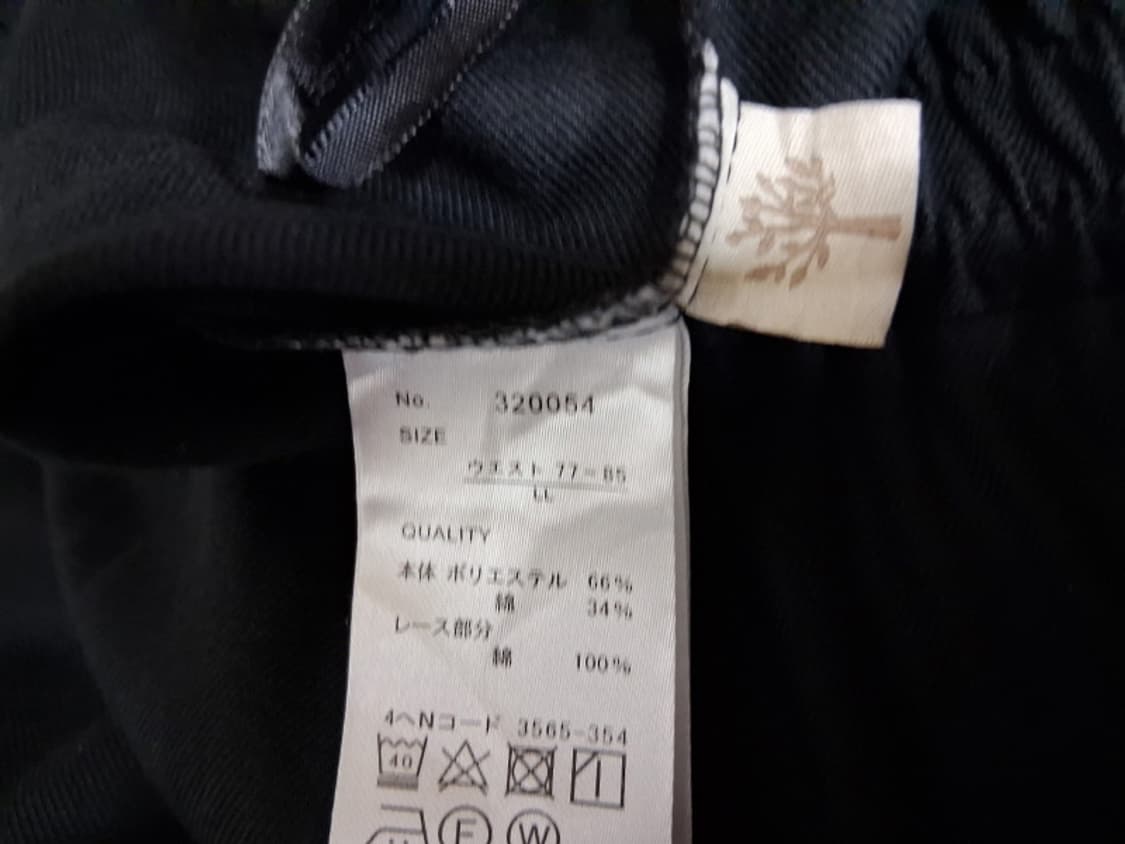 No. 320054
SIZE
ウエスト 77-85
LL
QUALITY
本体 ポリエステル 66%
綿 34%
レース部分
綿 100%
4ヘNコード 3565-354
40
F W